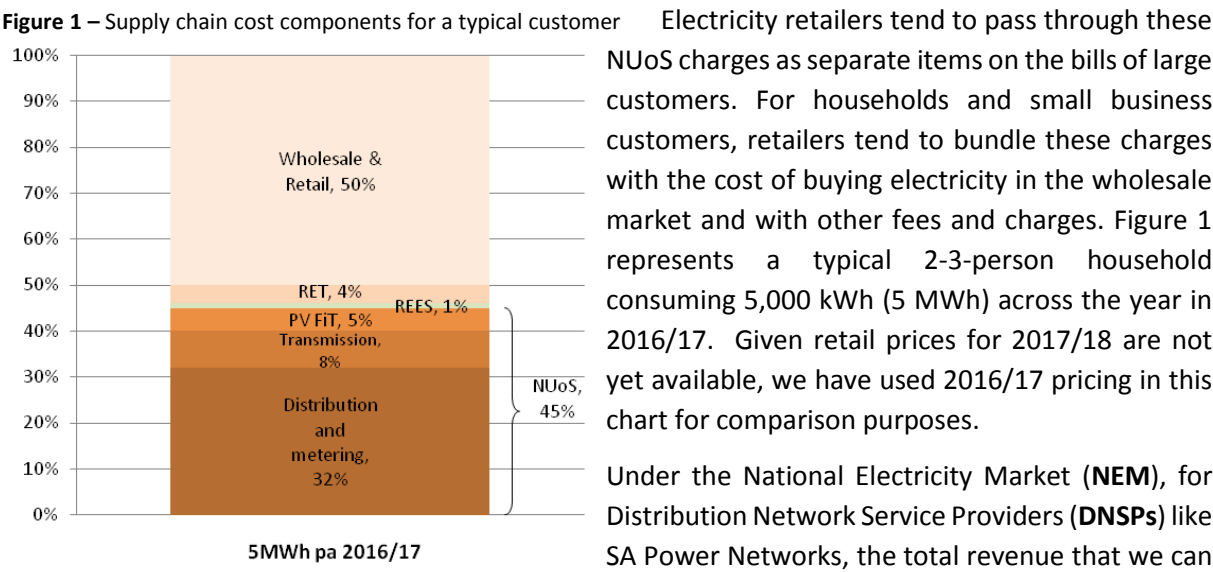 Figure 1 – Supply chain cost components for a typical customer
100%
90%
80%
70%
60%
50%
40%
30%
20%
10%
0%
Wholesale &
Retail, 50%
RET, 4%
REES, 1%
PV FiT, 5%
Transmission,
8%
Distribution
and
metering,
32%
NUoS,
45%
5MWh pa 2016/17
Electricity retailers tend to pass through these
NUoS charges as separate items on the bills of large
customers. For households and small business
customers, retailers tend to bundle these charges
with the cost of buying electricity in the wholesale
market and with other fees and charges. Figure 1
represents a typical 2-3-person household
consuming 5,000 kWh (5 MWh) across the year in
2016/17. Given retail prices for 2017/18 are not
yet available, we have used 2016/17 pricing in this
chart for comparison purposes.
Under the National Electricity Market (NEM), for
Distribution Network Service Providers (DNSPs) like
SA Power Networks, the total revenue that we can